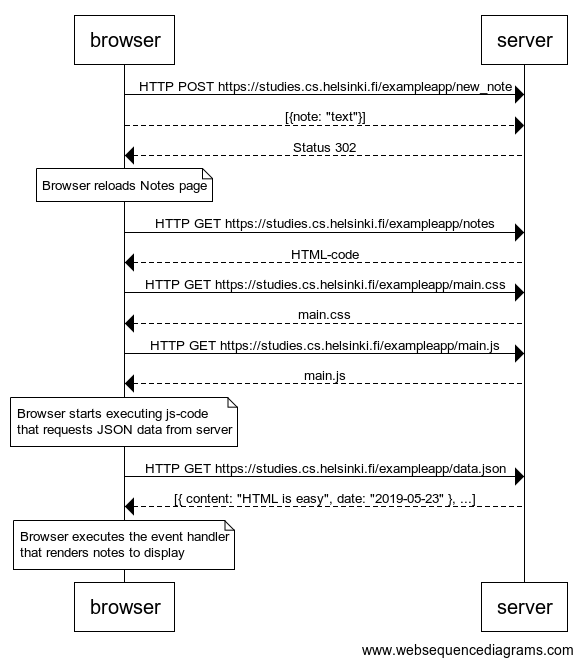 browser
server
HTTP POST https://studies.cs.helsinki.fi/exampleapp/new_note
[{note: "text"}]
Status 302
Browser reloads Notes page
HTTP GET https://studies.cs.helsinki.fi/exampleapp/notes
HTML-code
HTTP GET https://studies.cs.helsinki.fi/exampleapp/main.css
main.css
HTTP GET https://studies.cs.helsinki.fi/exampleapp/main.js
main.js
Browser starts executing js-code
that requests JSON data from server
HTTP GET https://studies.cs.helsinki.fi/exampleapp/data.json
[{ content: "HTML is easy", date: "2019-05-23" }, ...]
Browser executes the event handler
that renders notes to display
browser
server
www.websequencediagrams.com